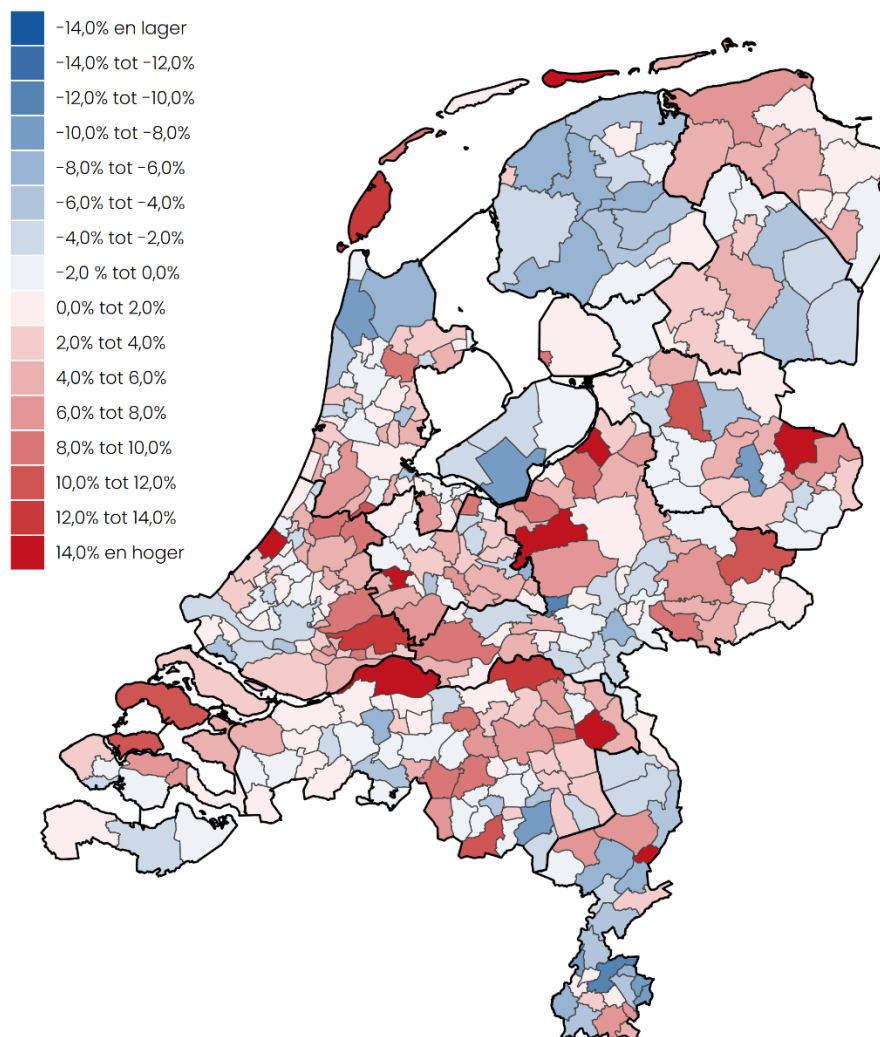 -14,0% en lager
-14,0% tot -12,0%
-12,0% tot -10,0%
-10,0% tot -8,0%
-8,0% tot -6,0%
-6,0% tot -4,0%
-4,0% tot -2,0%
-2,0 % tot 0,0%
0,0% tot 2,0%
2,0% tot 4,0%
4,0% tot 6,0%
6,0% tot 8,0%
8,0% tot 10,0%
10,0% tot 12,0%
12,0% tot 14,0%
14,0% en hoger